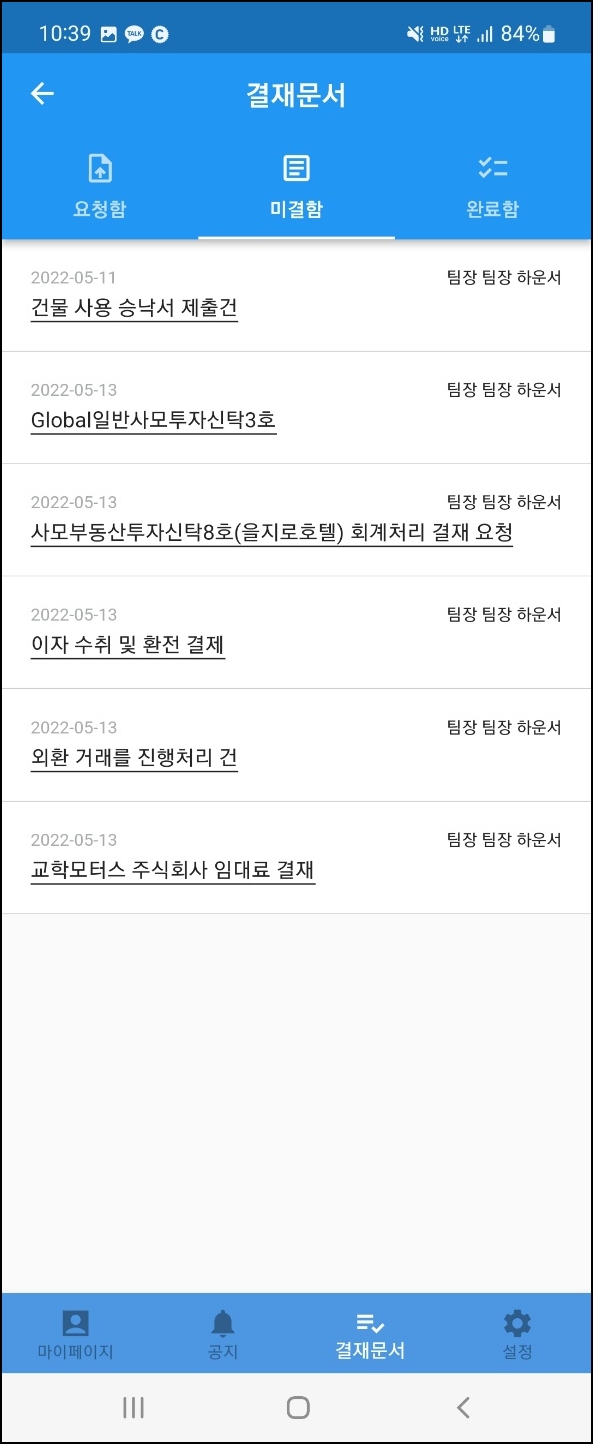 10:39 TALK C HD voice LTE 84%
결재문서
요청함 미결함 완료함
2022-05-11 팀장 팀장 하운서
건물 사용 승낙서 제출건
2022-05-13 팀장 팀장 하운서
Global일반사모투자신탁3호
2022-05-13 팀장 팀장 하운서
사모부동산투자신탁8호(을지로호텔) 회계처리 결재 요청
2022-05-13 팀장 팀장 하운서
이자 수취 및 환전 결제
2022-05-13 팀장 팀장 하운서
외환 거래를 진행처리 건
2022-05-13 팀장 팀장 하운서
교학모터스 주식회사 임대료 결재
마이페이지 공지 결재문서 설정